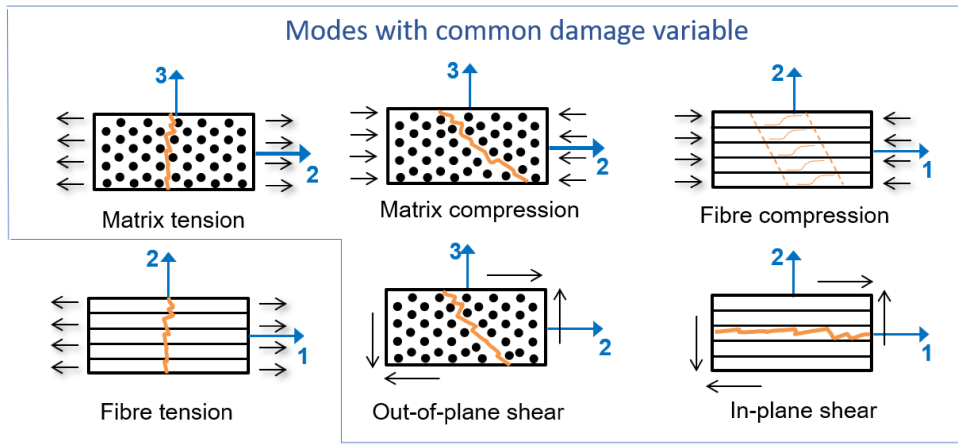 Modes with common damage variable
3
2
Matrix tension
3
2
Matrix compression
2
1
Fibre compression
2
1
Fibre tension
3
2
Out-of-plane shear
2
1
In-plane shear